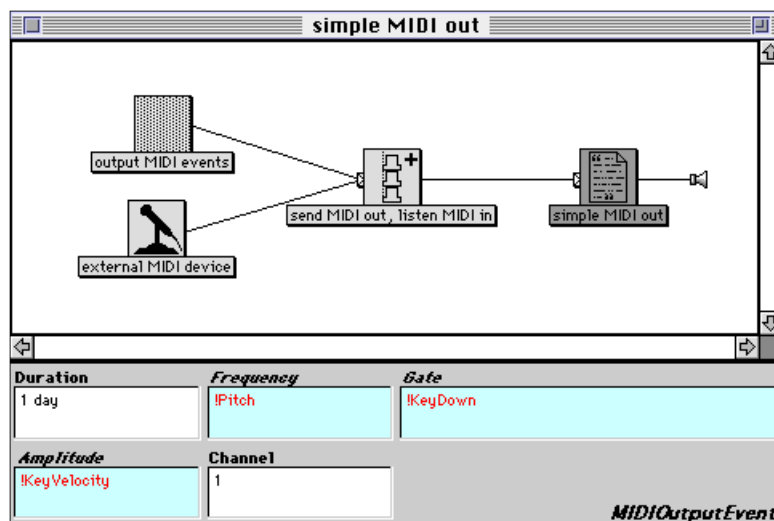 simple MIDI out
output MIDI events
send MIDI out, listen MIDI in
simple MIDI out
external MIDI device
Duration
Frequency
Gate
1 day
!Pitch
!KeyDown
Amplitude
Channel
!KeyVelocity
1
MIDIOutputEvent